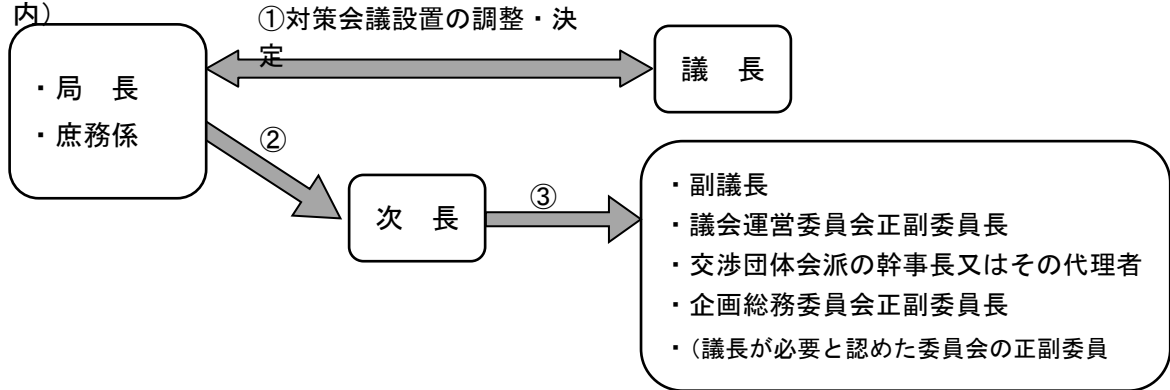 内)
①対策会議設置の調整・決
定
・局　長
・庶務係
議　長
②
次　長
③
・副議長
・議会運営委員会正副委員長
・交渉団体会派の幹事長又はその代理者
・企画総務委員会正副委員長
・（議長が必要と認めた委員会の正副委員